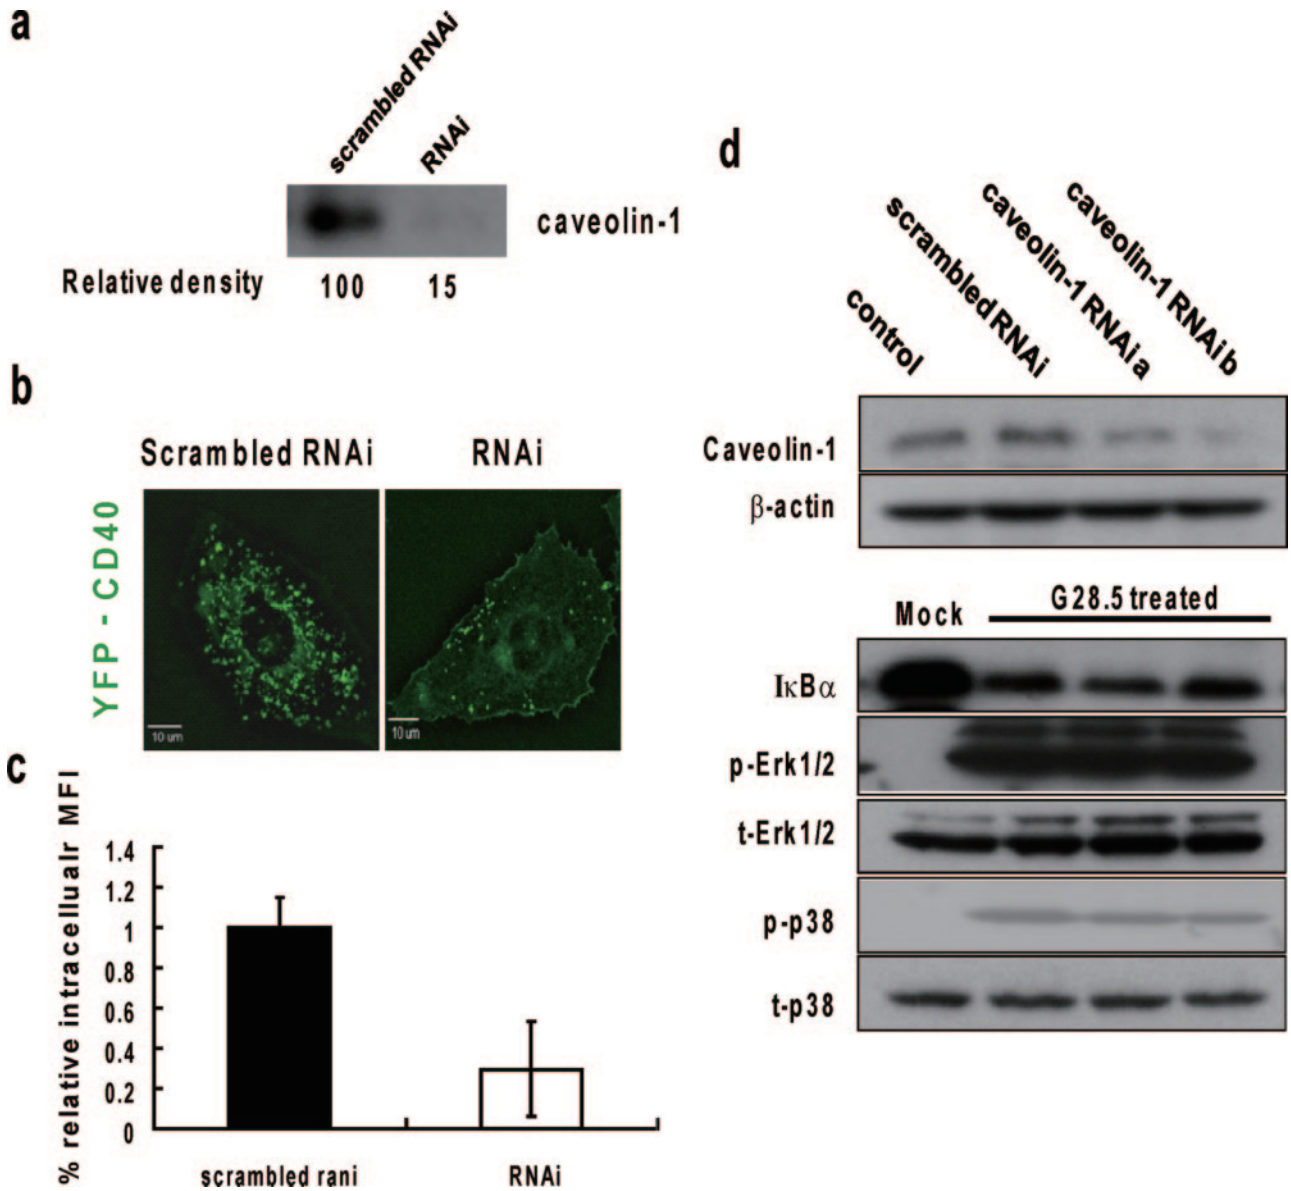 a
scrambled RNAi
RNAi
caveolin-1
Relative density 100 15
b
Scrambled RNAi RNAi
YFP - CD40
10 um
10 um
c
% relative intracellualr MFI
1.4
1.2
1
0.8
0.6
0.4
0.2
0
scrambled rani RNAi
d
control
scrambled RNAi
caveolin-1 RNAi a
caveolin-1 RNAi b
Caveolin-1
β-actin
Mock G28.5 treated
IκBα
p-Erk1/2
t-Erk1/2
p-p38
t-p38